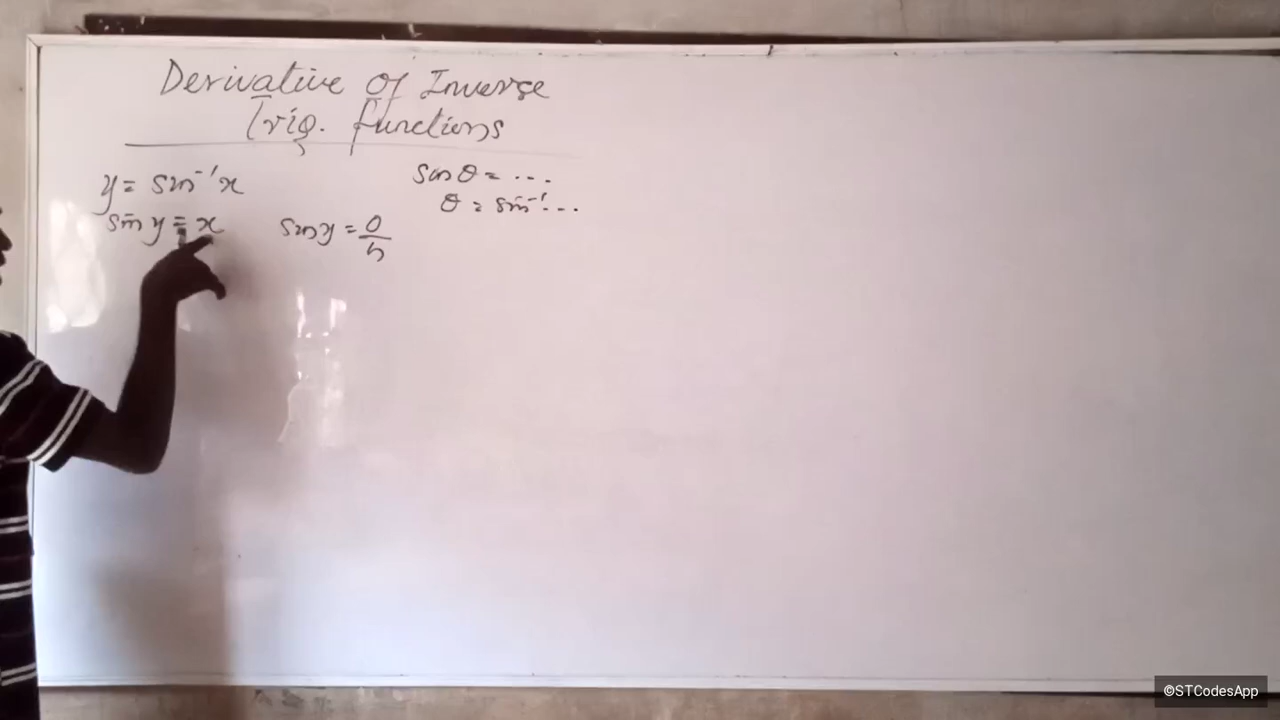 Derivative of Inverse
Trig. functions
y = sin⁻¹x
sin y = x
sin y = o/h
sin θ = ...
θ = sin⁻¹...
©STCodesApp